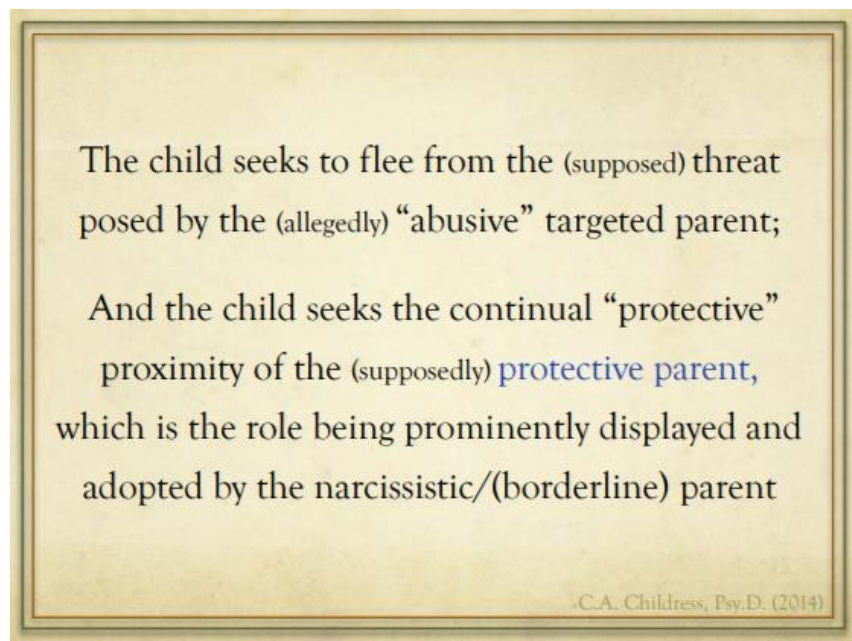 The child seeks to flee from the (supposed) threat
posed by the (allegedly) “abusive” targeted parent;
And the child seeks the continual “protective”
proximity of the (supposedly) protective parent,
which is the role being prominently displayed and
adopted by the narcissistic/(borderline) parent
C.A. Childress, Psy.D. (2014)